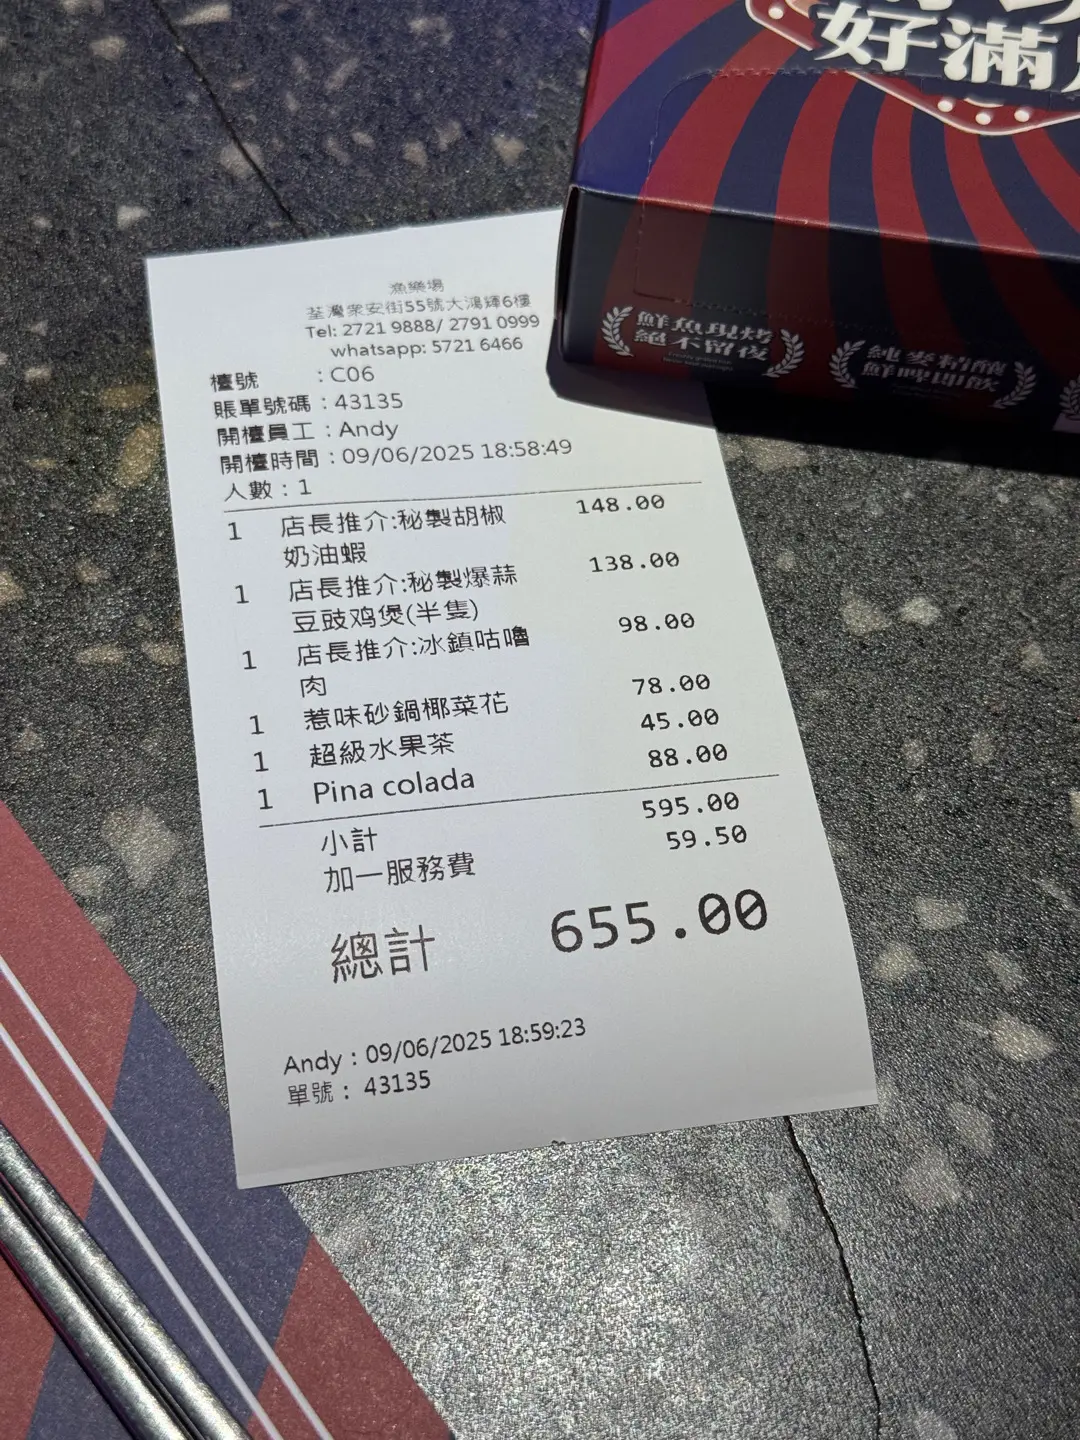 好滿
鮮魚現烤
絕不留夜
純麥精釀
鮮啤即飲
漁樂場
荃灣衆安街55號大鴻輝6樓
Tel: 2721 9888/ 2791 0999
whatsapp: 5721 6466
檯號 : C06
賬單號碼 : 43135
開檯員工 : Andy
開檯時間 : 09/06/2025 18:58:49
人數 : 1
1 店長推介:秘製胡椒 148.00
奶油蝦
1 店長推介:秘製爆蒜 138.00
豆豉鸡煲(半隻)
1 店長推介:冰鎮咕嚕 98.00
肉
1 惹味砂鍋椰菜花 78.00
1 超級水果茶 45.00
1 Pina colada 88.00
小計 595.00
加一服務費 59.50
總計 655.00
Andy : 09/06/2025 18:59:23
單號 : 43135